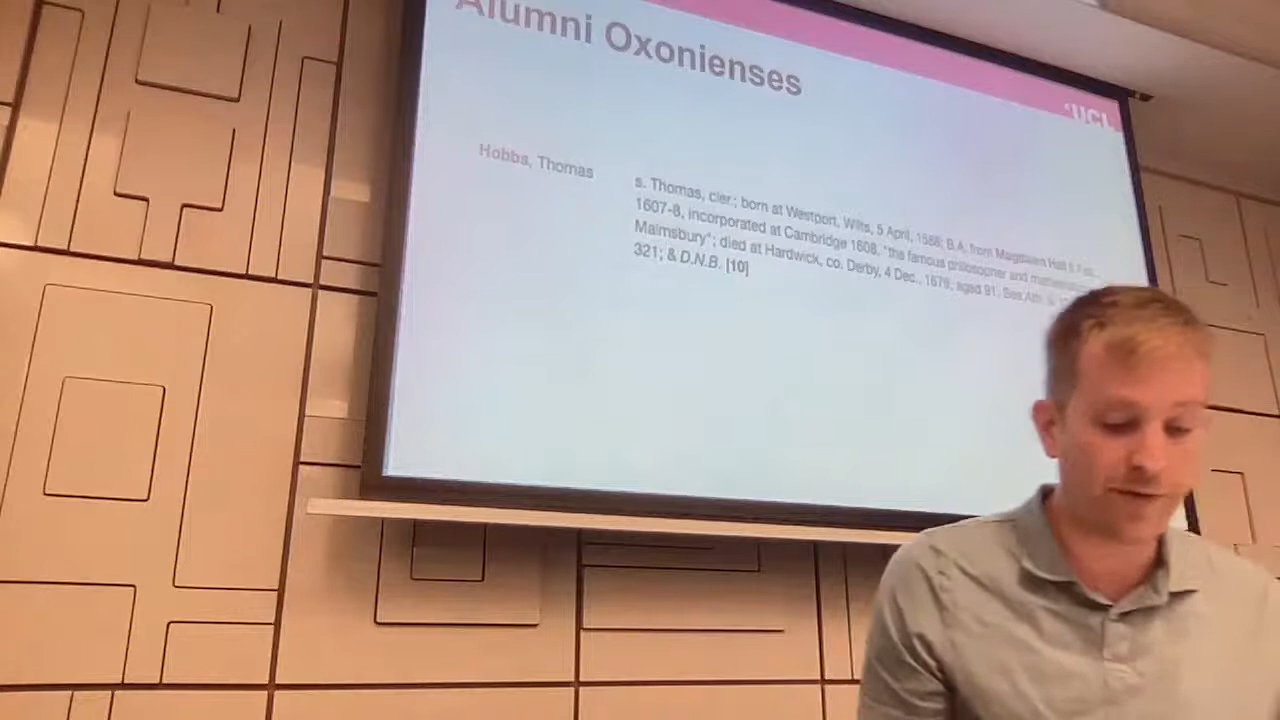 Alumni Oxonienses
UCL
Hobbs, Thomas
s. Thomas, cler.; born at Westport, Wilts, 5 April, 1588; B.A. from Magdalen Hall
1607-8, incorporated at Cambridge 1608, "the famous philosopher and
Malmsbury"; died at Hardwick, co. Derby, 4 Dec., 1679, aged 91. See Ath.
321; & D.N.B. [10]